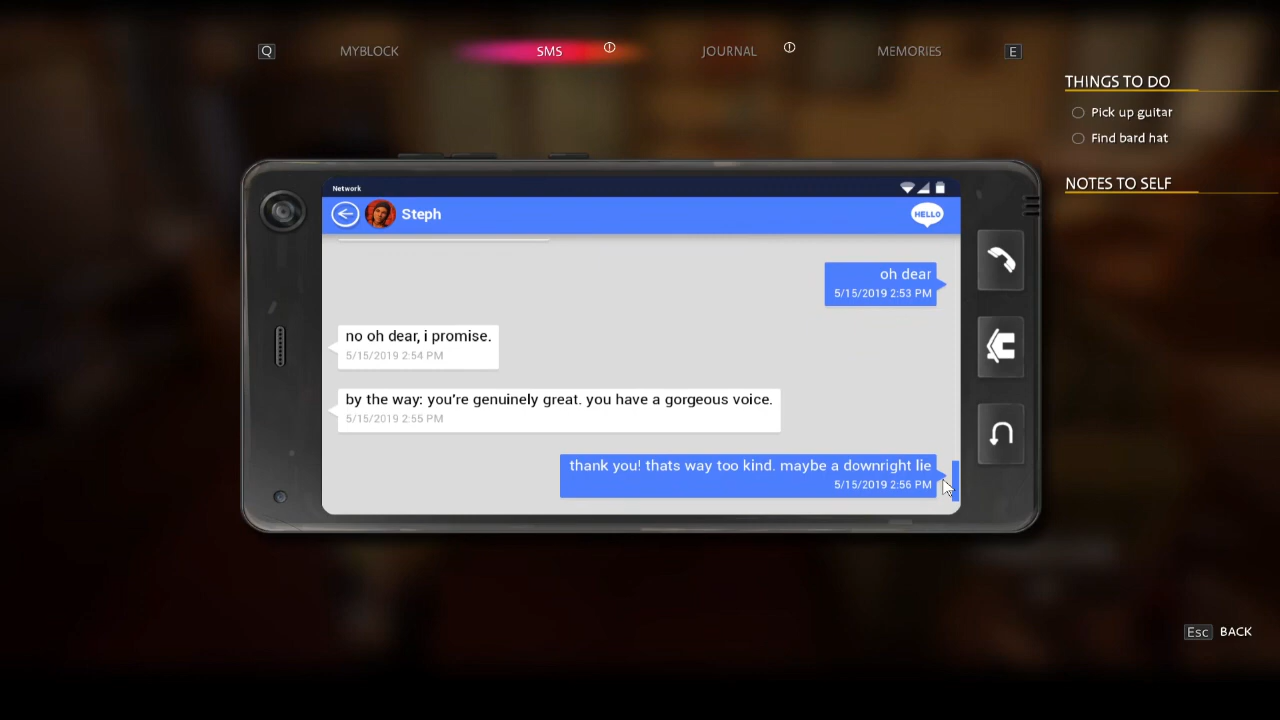 Q
MYBLOCK
SMS
JOURNAL
MEMORIES
E
THINGS TO DO
Pick up guitar
Find bard hat
NOTES TO SELF
Network
Steph
HELLO
oh dear
5/15/2019 2:53 PM
no oh dear, i promise.
5/15/2019 2:54 PM
by the way: you're genuinely great. you have a gorgeous voice.
5/15/2019 2:55 PM
thank you! thats way too kind. maybe a downright lie
5/15/2019 2:56 PM
Esc BACK